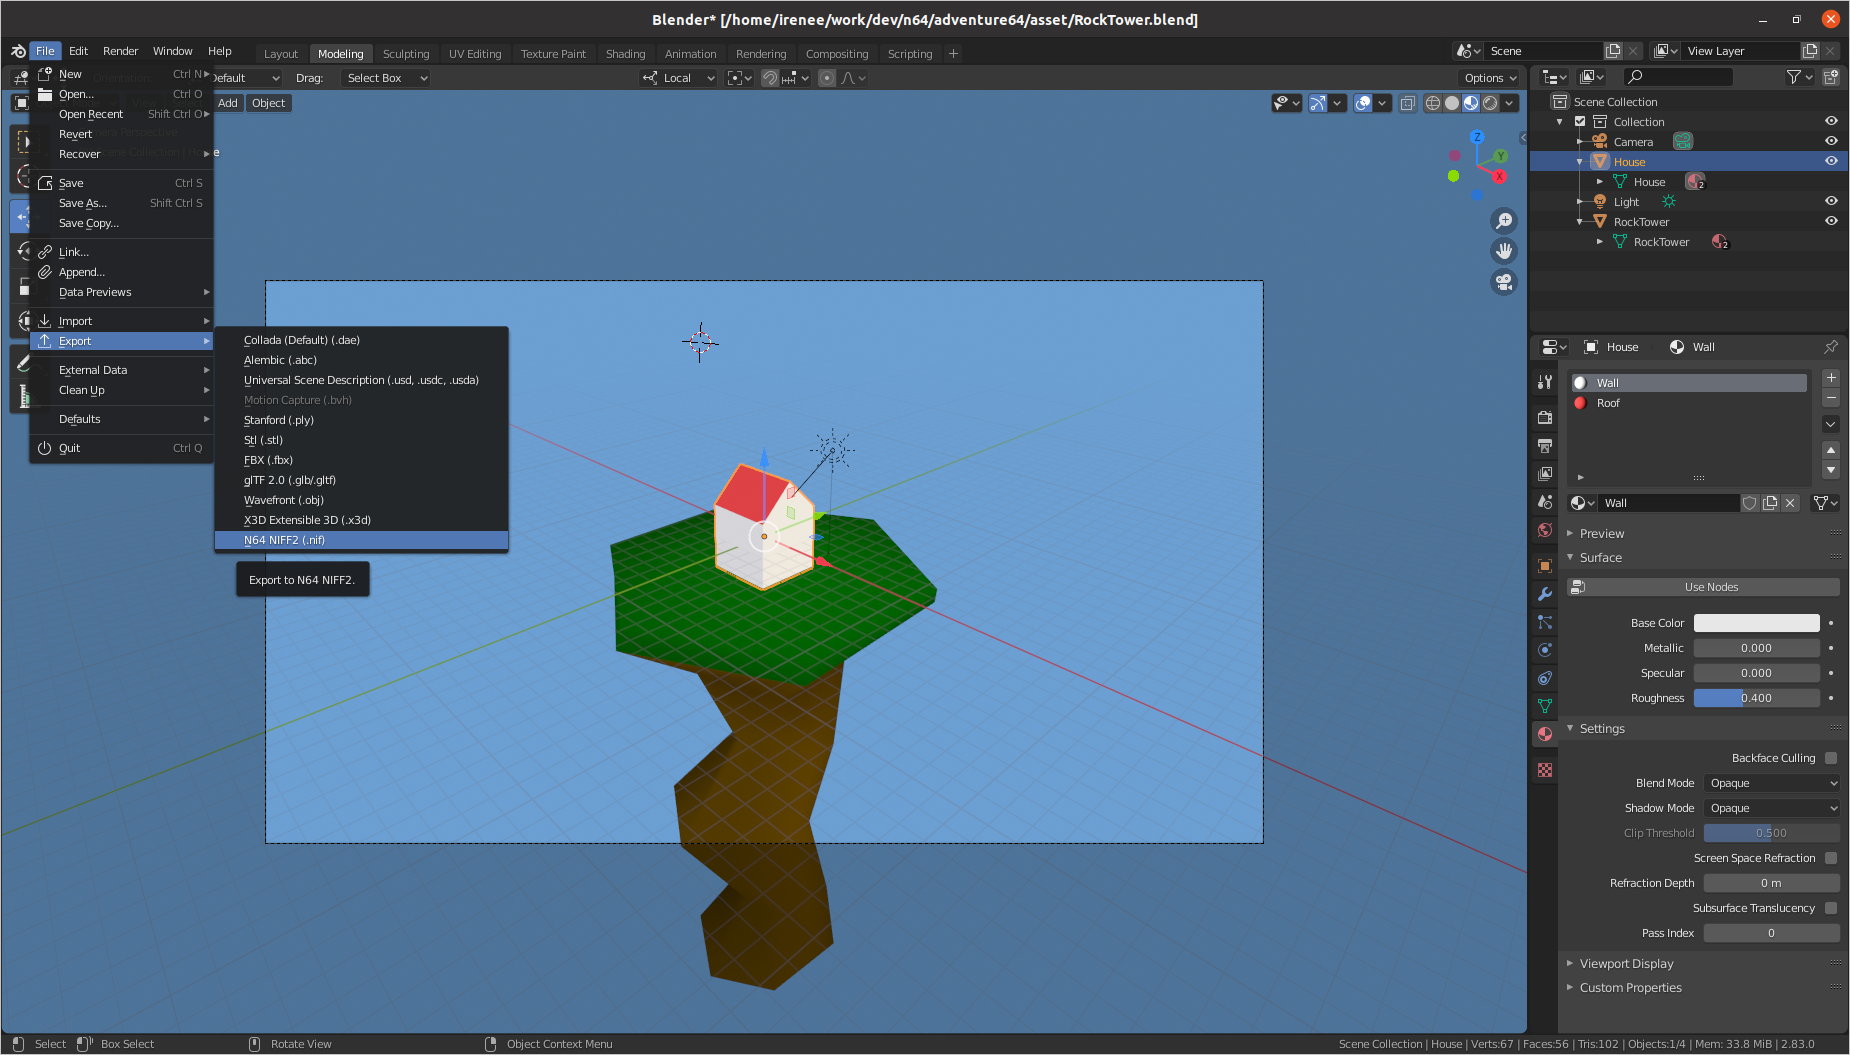 Blender* [/home/irenee/work/dev/n64/adventure64/asset/RockTower.blend]
File Edit Render Window Help
Layout Modeling Sculpting UV Editing Texture Paint Shading Animation Rendering Compositing Scripting +
Scene
View Layer
Default Drag: Select Box
Local
Options
Add Object
New Ctrl N
Open... Ctrl O
Open Recent Shift Ctrl O
Revert
Recover
Save Ctrl S
Save As... Shift Ctrl S
Save Copy...
Link...
Append...
Data Previews
Import
Export
External Data
Clean Up
Defaults
Quit Ctrl Q
Collada (Default) (.dae)
Alembic (.abc)
Universal Scene Description (.usd, .usdc, .usda)
Motion Capture (.bvh)
Stanford (.ply)
Stl (.stl)
FBX (.fbx)
glTF 2.0 (.glb/.gltf)
Wavefront (.obj)
X3D Extensible 3D (.x3d)
N64 NIFF2 (.nif)
Export to N64 NIFF2.
Z
Y
X
Scene Collection
Collection
Camera
House
House 2
Light
RockTower
RockTower 2
House Wall
Wall
Roof
Wall
Preview
Surface
Use Nodes
Base Color
Metallic 0.000
Specular 0.000
Roughness 0.400
Settings
Backface Culling
Blend Mode Opaque
Shadow Mode Opaque
Clip Threshold 0.500
Screen Space Refraction
Refraction Depth 0 m
Subsurface Translucency
Pass Index 0
Viewport Display
Custom Properties
Select Box Select Rotate View Object Context Menu
Scene Collection | House | Verts:67 | Faces:56 | Tris:102 | Objects:1/4 | Mem: 33.8 MiB | 2.83.0